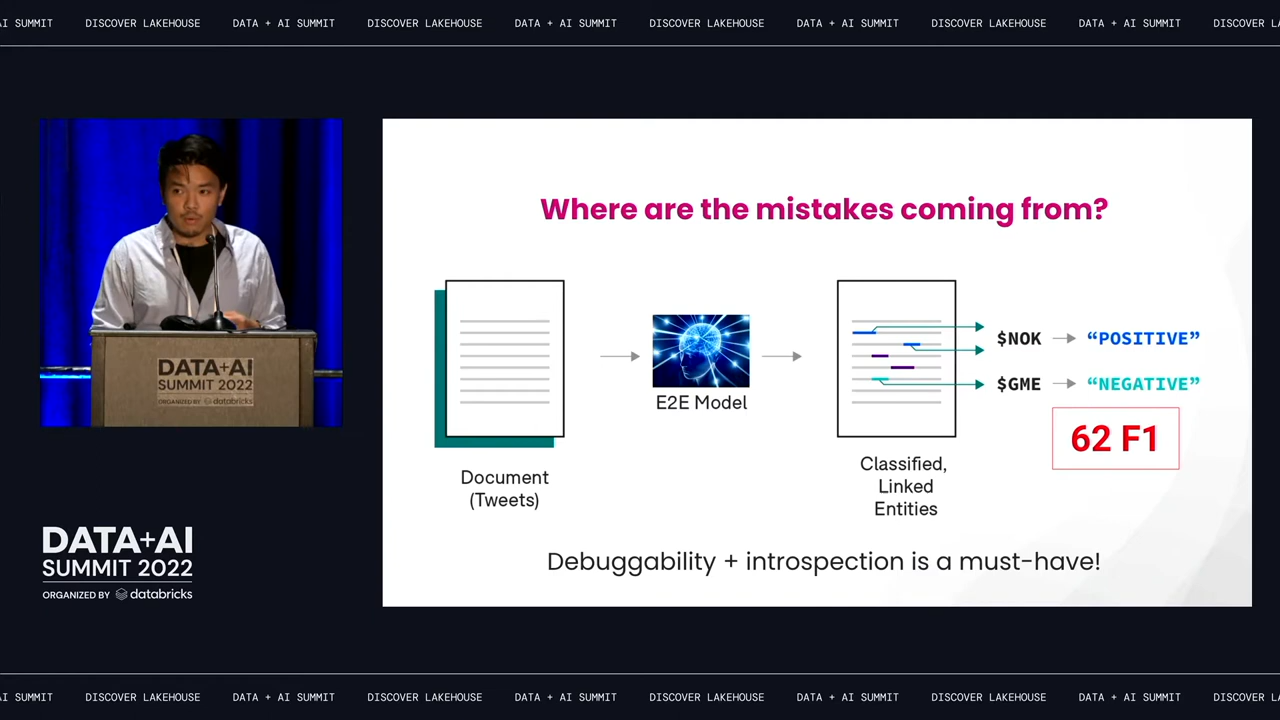 AI SUMMIT DISCOVER LAKEHOUSE DATA + AI SUMMIT DISCOVER LAKEHOUSE DATA + AI SUMMIT DISCOVER LAKEHOUSE DATA + AI SUMMIT DISCOVER LAKEHOUSE DATA + AI SUMMIT DISCOVER L
DATA+AI
SUMMIT 2022
ORGANIZED BY databricks
DATA+AI
SUMMIT 2022
ORGANIZED BY databricks
Where are the mistakes coming from?
Document
(Tweets)
E2E Model
Classified,
Linked
Entities
$NOK “POSITIVE”
$GME “NEGATIVE”
62 F1
Debuggability + introspection is a must-have!
AI SUMMIT DISCOVER LAKEHOUSE DATA + AI SUMMIT DISCOVER LAKEHOUSE DATA + AI SUMMIT DISCOVER LAKEHOUSE DATA + AI SUMMIT DISCOVER LAKEHOUSE DATA + AI SUMMIT DISCOVER L